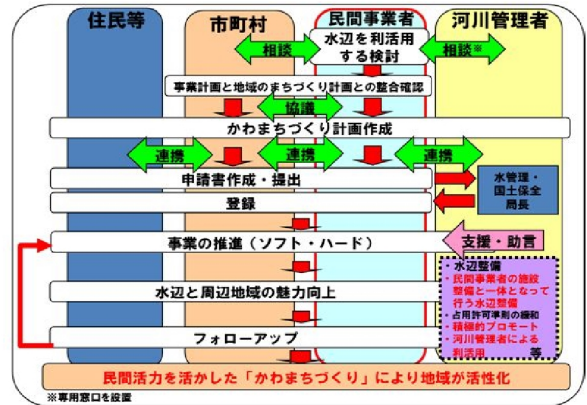 住民等
市町村
民間事業者
河川管理者
相談
水辺を利活用
する検討
相談※
事業計画と地域のまちづくり計画との整合確認
協議
かわまちづくり計画作成
連携
連携
連携
申請書作成・提出
水管理・
国土保全
局長
登録
事業の推進（ソフト・ハード）
支援・助言
・水辺整備
・民間事業者の施設
整備と一体となって
行う水辺整備
・占用許可準則の緩和
・積極的プロモート
・河川管理者による
利活用 等
水辺と周辺地域の魅力向上
フォローアップ
民間活力を活かした「かわまちづくり」により地域が活性化
※専用窓口を設置